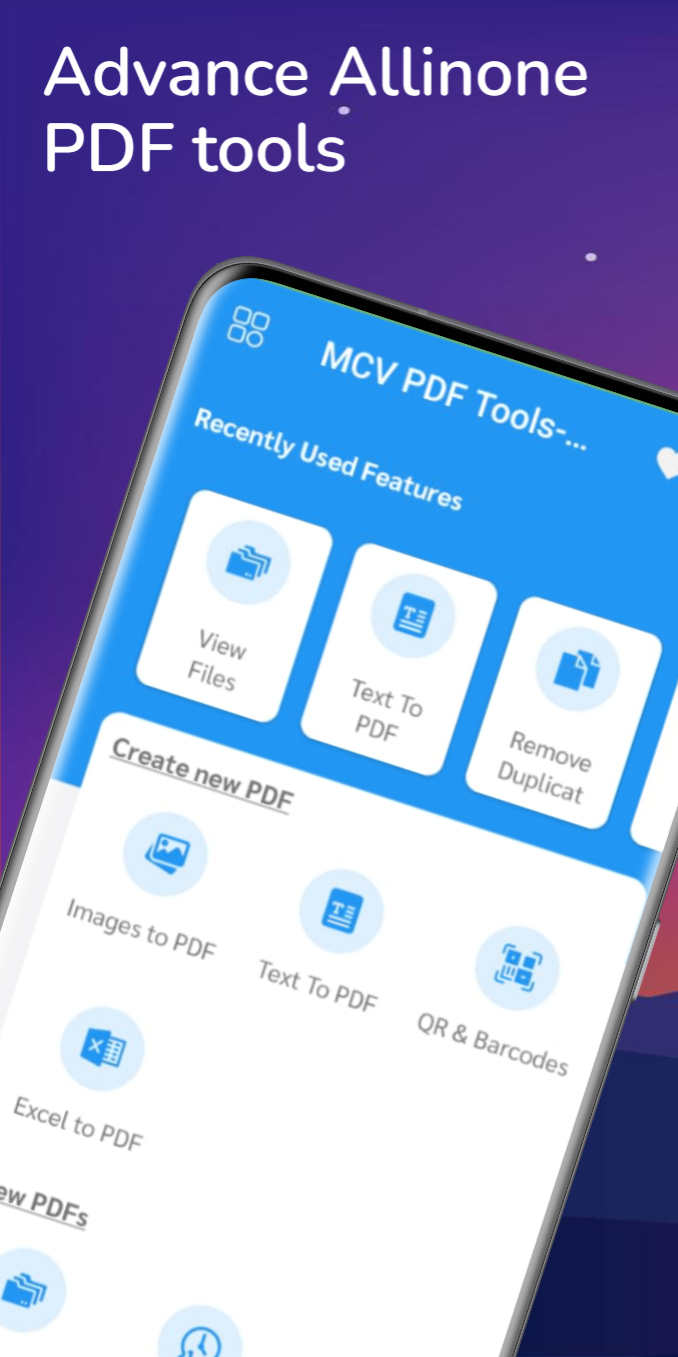 Advance Allinone
PDF tools
MCV PDF Tools-...
Recently Used Features
View
Files
Text To
PDF
Remove
Duplicat
Create new PDF
Images to PDF
Text To PDF
QR & Barcodes
Excel to PDF
ew PDFs